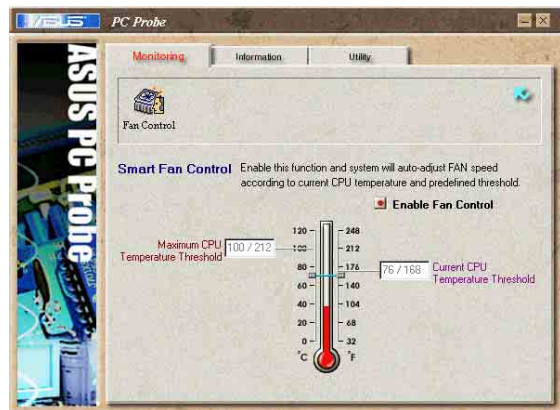 ASUS PC Probe
Monitoring Information Utility
ASUS PC Probe
Fan Control
Smart Fan Control Enable this function and system will auto-adjust FAN speed
according to current CPU temperature and predefined threshold.
Enable Fan Control
Maximum CPU
Temperature Threshold
100 / 212
120 248
100 212
80 176
60 140
40 104
20 68
0 32
°C °F
76 / 168
Current CPU
Temperature Threshold